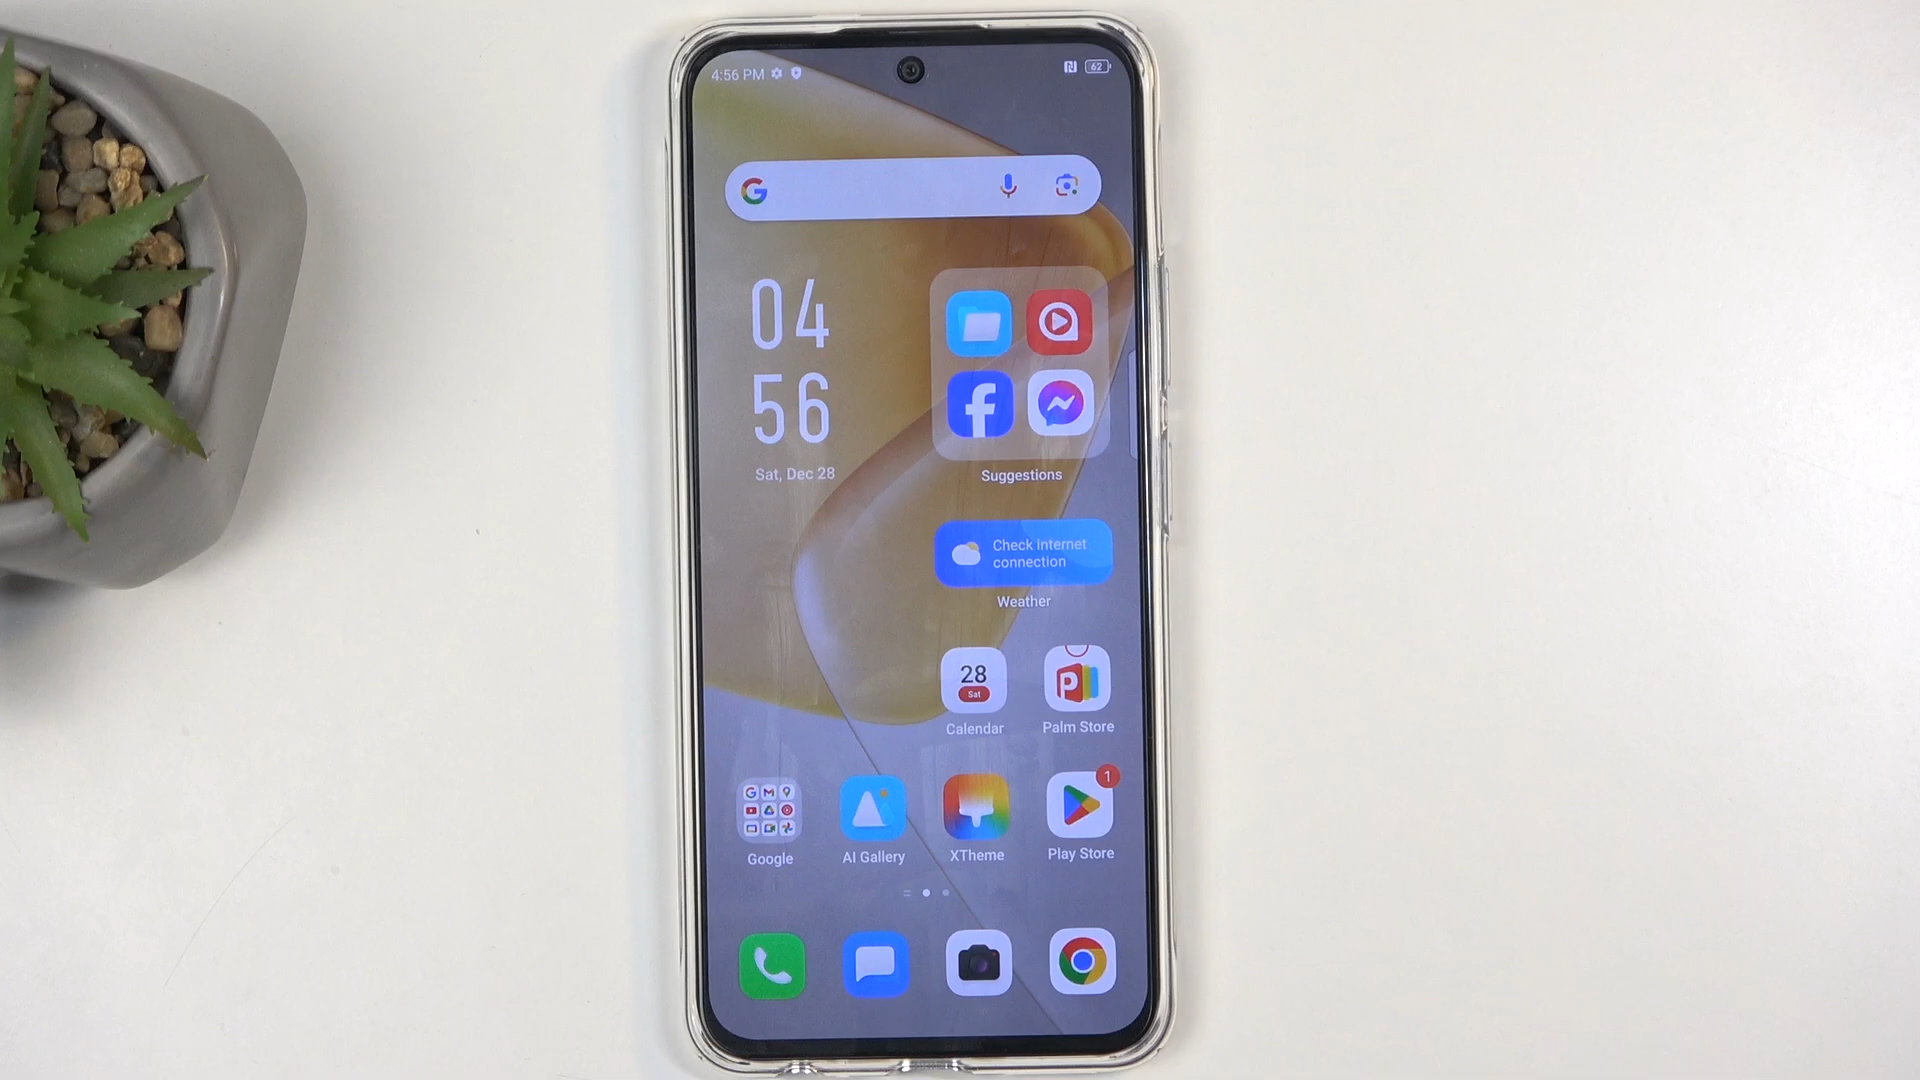 4:56 PM
62
04
56
Sat, Dec 28
Suggestions
Check internet
connection
Weather
28
Sat
Calendar
Palm Store
1
Google
AI Gallery
XTheme
Play Store